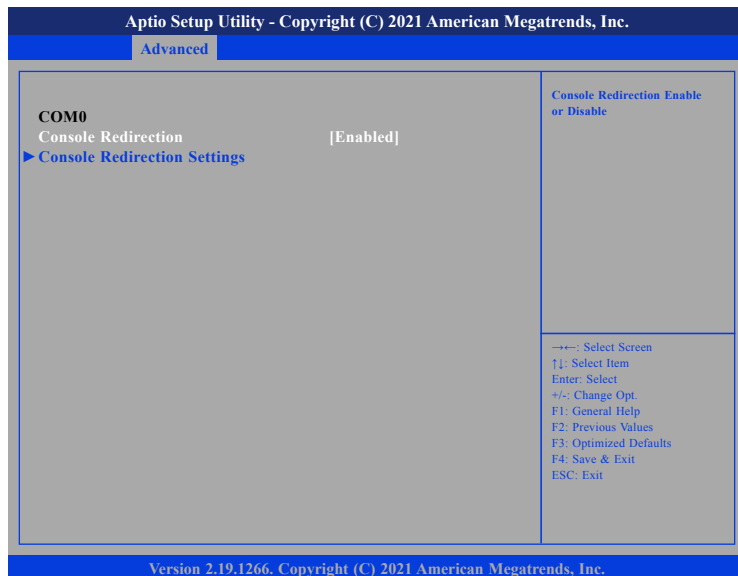 Aptio Setup Utility - Copyright (C) 2021 American Megatrends, Inc.
Advanced
COM0
Console Redirection [Enabled]
►Console Redirection Settings
Console Redirection Enable
or Disable
→←: Select Screen
↑↓: Select Item
Enter: Select
+/-: Change Opt.
F1: General Help
F2: Previous Values
F3: Optimized Defaults
F4: Save & Exit
ESC: Exit
Version 2.19.1266. Copyright (C) 2021 American Megatrends, Inc.